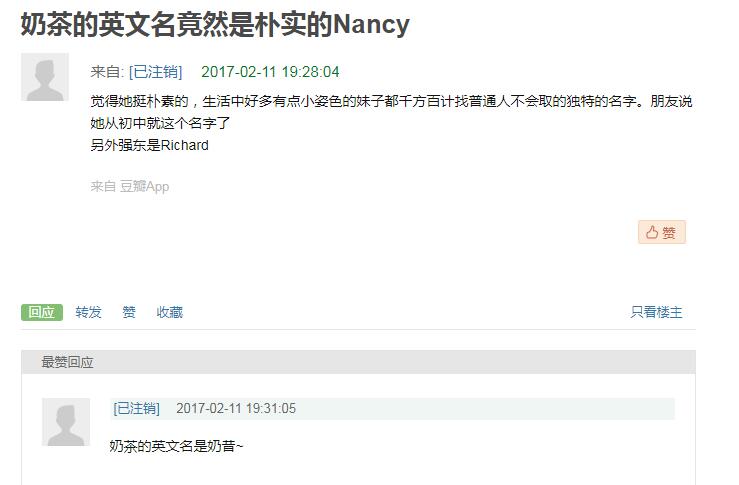 奶茶的英文名竟然是朴实的Nancy
来自: [已注销] 2017-02-11 19:28:04
觉得她挺朴素的，生活中好多有点小姿色的妹子都千方百计找普通人不会取的独特的名字。朋友说
她从初中就这个名字了
另外强东是Richard
来自 豆瓣App
赞
回应 转发 赞 收藏 只看楼主
最赞回应
[已注销] 2017-02-11 19:31:05
奶茶的英文名是奶昔~